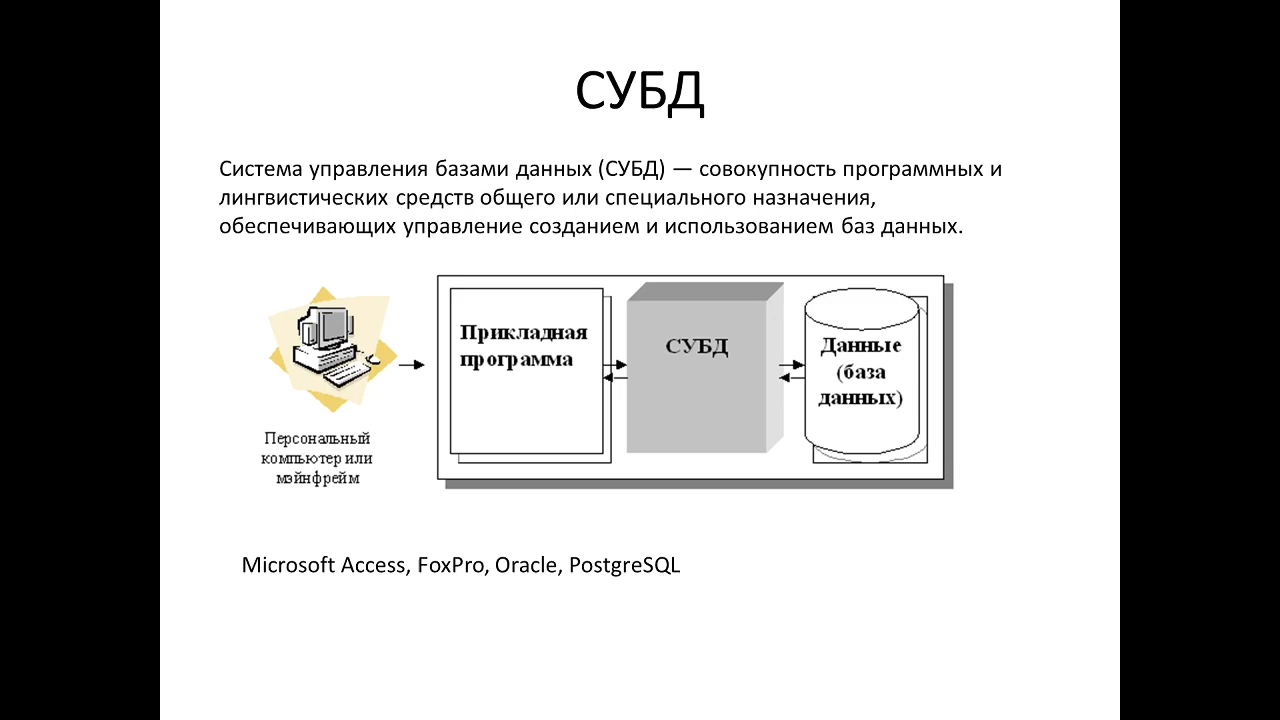 СУБД
Система управления базами данных (СУБД) — совокупность программных и
лингвистических средств общего или специального назначения,
обеспечивающих управление созданием и использованием баз данных.
Прикладная
программа
СУБД
Данные
(база
данных)
Персональный
компьютер или
мэйнфрейм
Microsoft Access, FoxPro, Oracle, PostgreSQL